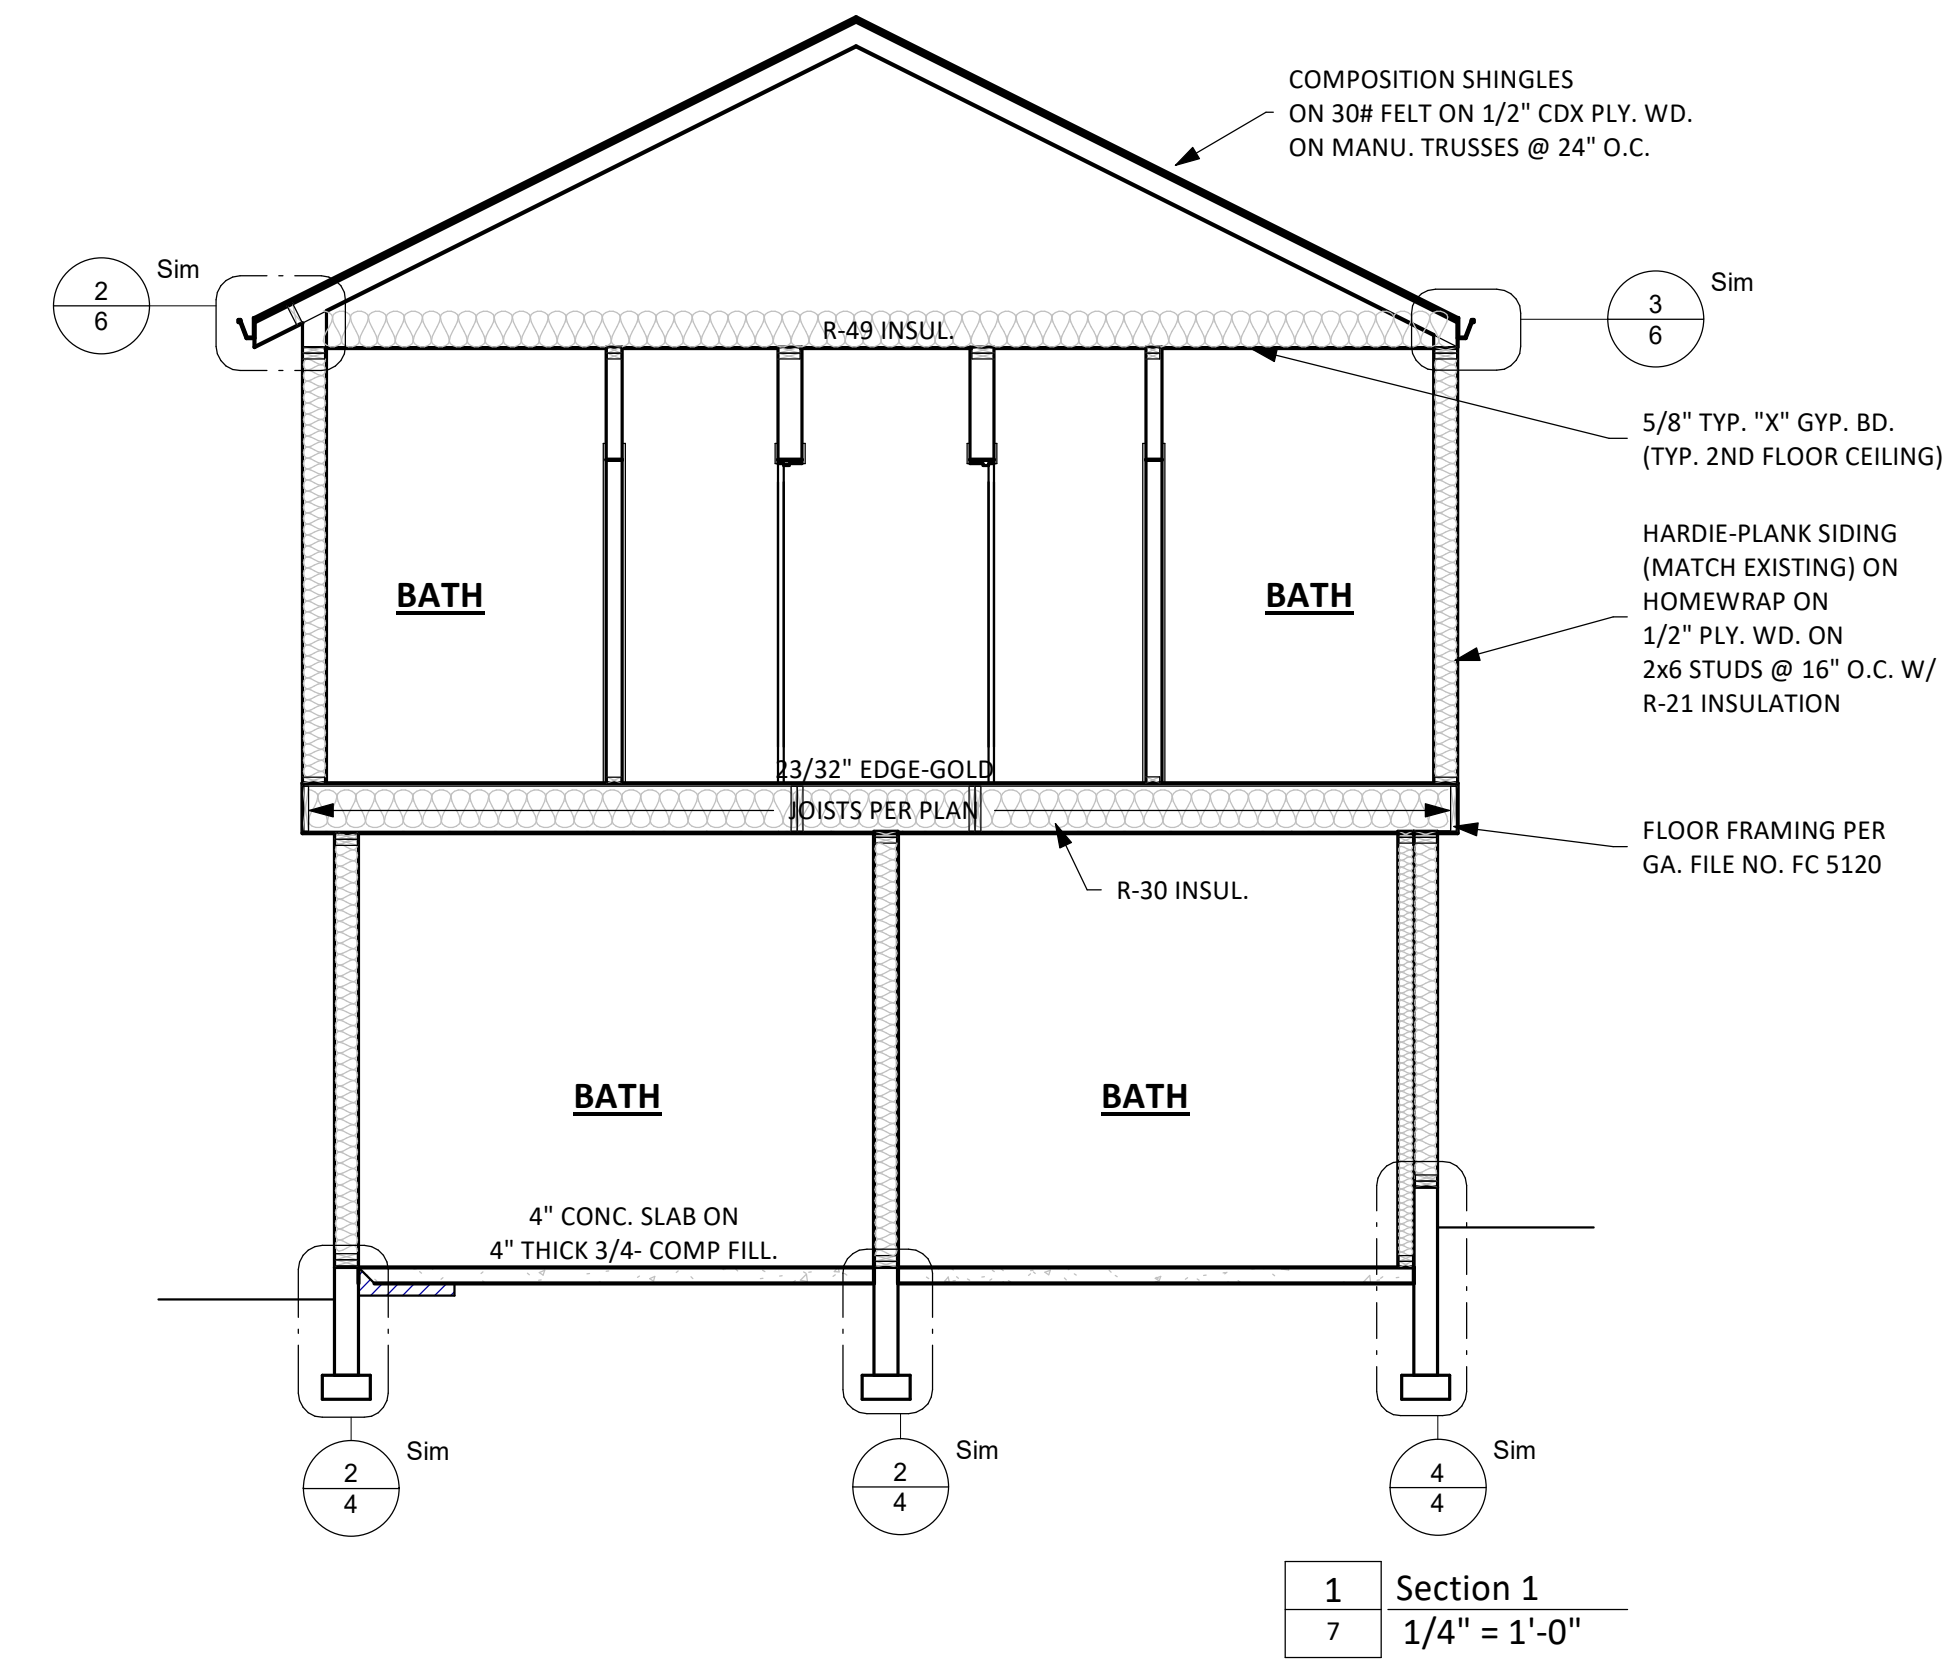 COMPOSITION SHINGLES
ON 30# FELT ON 1/2" CDX PLY. WD.
ON MANU. TRUSSES @ 24" O.C.
2
6
Sim
3
6
Sim
R-49 INSUL.
5/8" TYP. "X" GYP. BD.
(TYP. 2ND FLOOR CEILING)
HARDIE-PLANK SIDING
(MATCH EXISTING) ON
HOMEWRAP ON
1/2" PLY. WD. ON
2x6 STUDS @ 16" O.C. W/
R-21 INSULATION
BATH
BATH
23/32" EDGE-GOLD
JOISTS PER PLAN
FLOOR FRAMING PER
GA. FILE NO. FC 5120
R-30 INSUL.
BATH
BATH
4" CONC. SLAB ON
4" THICK 3/4- COMP FILL.
2
4
Sim
2
4
Sim
4
4
Sim
1
7
Section 1
1/4" = 1'-0"